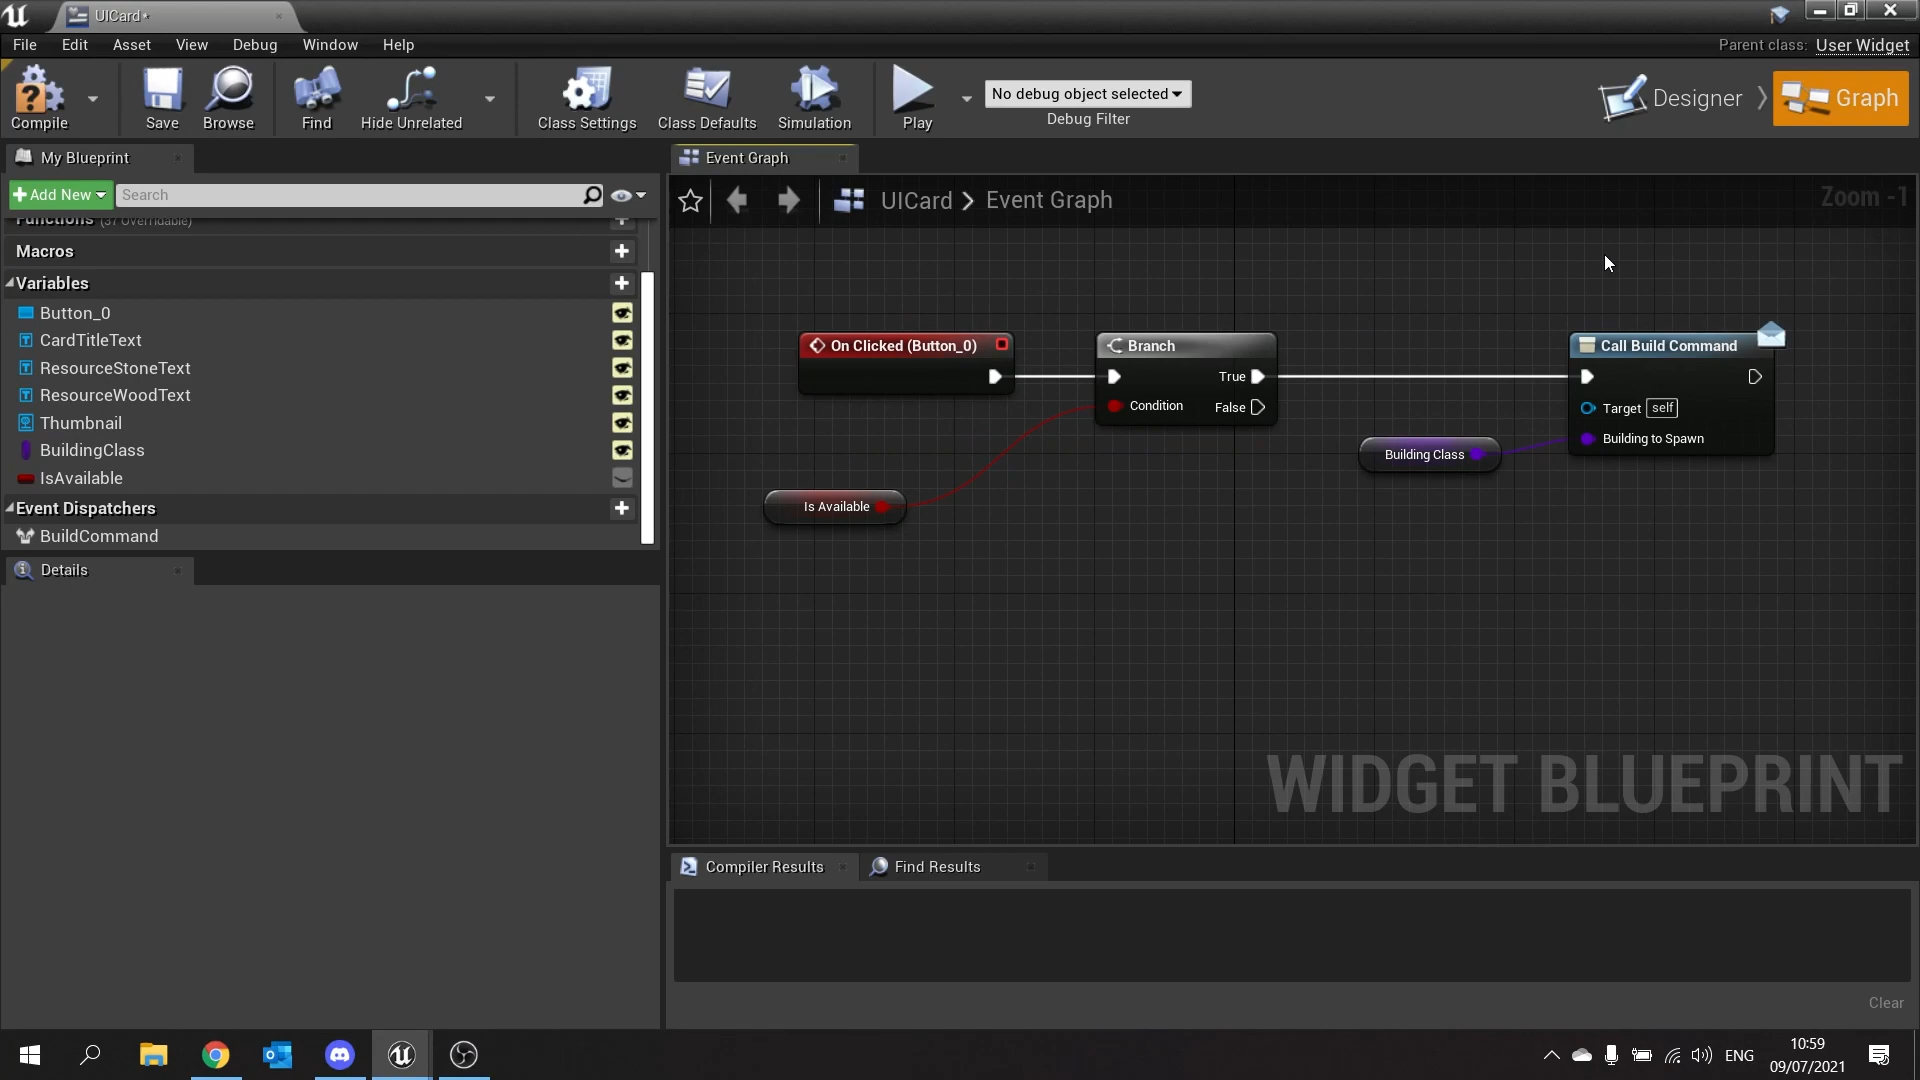 UICard*
File Edit Asset View Debug Window Help
Parent class: User Widget
Compile
Save
Browse
Find
Hide Unrelated
Class Settings
Class Defaults
Simulation
Play
No debug object selected
Debug Filter
Designer
Graph
My Blueprint
Add New
Search
Functions (37 Overridable)
Macros
Variables
Button_0
CardTitleText
ResourceStoneText
ResourceWoodText
Thumbnail
BuildingClass
IsAvailable
Event Dispatchers
BuildCommand
Details
Event Graph
UICard > Event Graph
Zoom -1
On Clicked (Button_0)
Branch
True
Condition
False
Is Available
Building Class
Call Build Command
Target self
Building to Spawn
WIDGET BLUEPRINT
Compiler Results
Find Results
Clear
ENG
10:59
09/07/2021